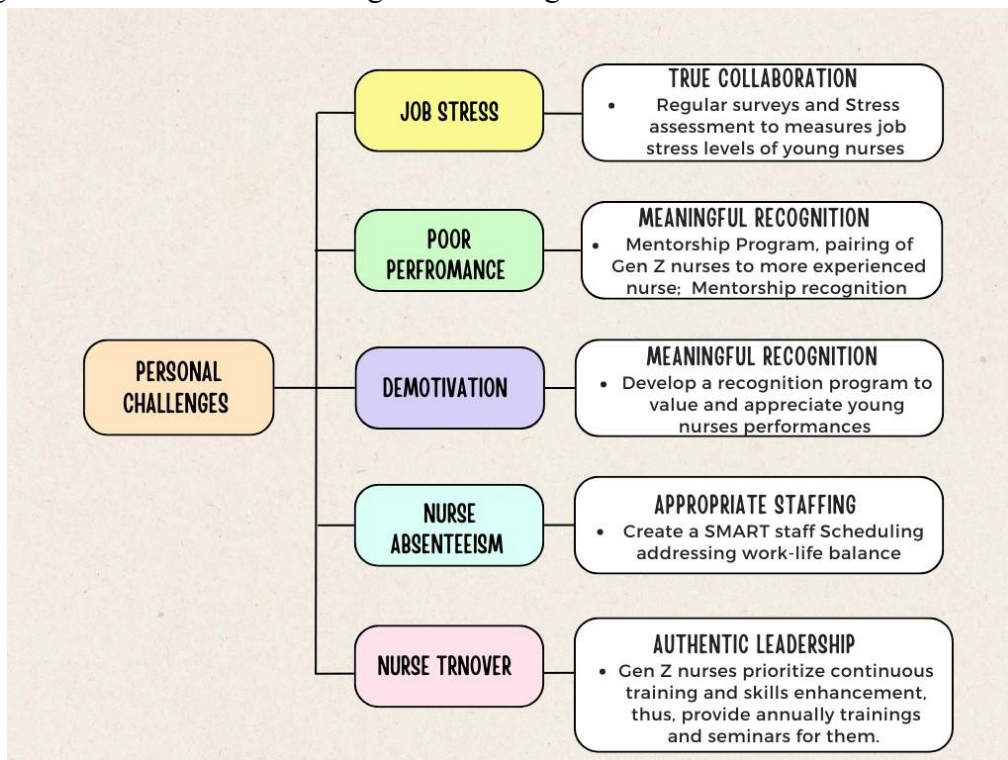 JOB STRESS
TRUE COLLABORATION
• Regular surveys and Stress
assessment to measures job
stress levels of young nurses
POOR
PERFROMANCE
MEANINGFUL RECOGNITION
• Mentorship Program, pairing of
Gen Z nurses to more experienced
nurse; Mentorship recognition
PERSONAL
CHALLENGES
DEMOTIVATION
MEANINGFUL RECOGNITION
• Develop a recognition program to
value and appreciate young
nurses performances
NURSE
ABSENTEEISM
APPROPRIATE STAFFING
• Create a SMART staff Scheduling
addressing work-life balance
NURSE TRNOVER
AUTHENTIC LEADERSHIP
• Gen Z nurses prioritize continuous
training and skills enhancement,
thus, provide annually trainings
and seminars for them.